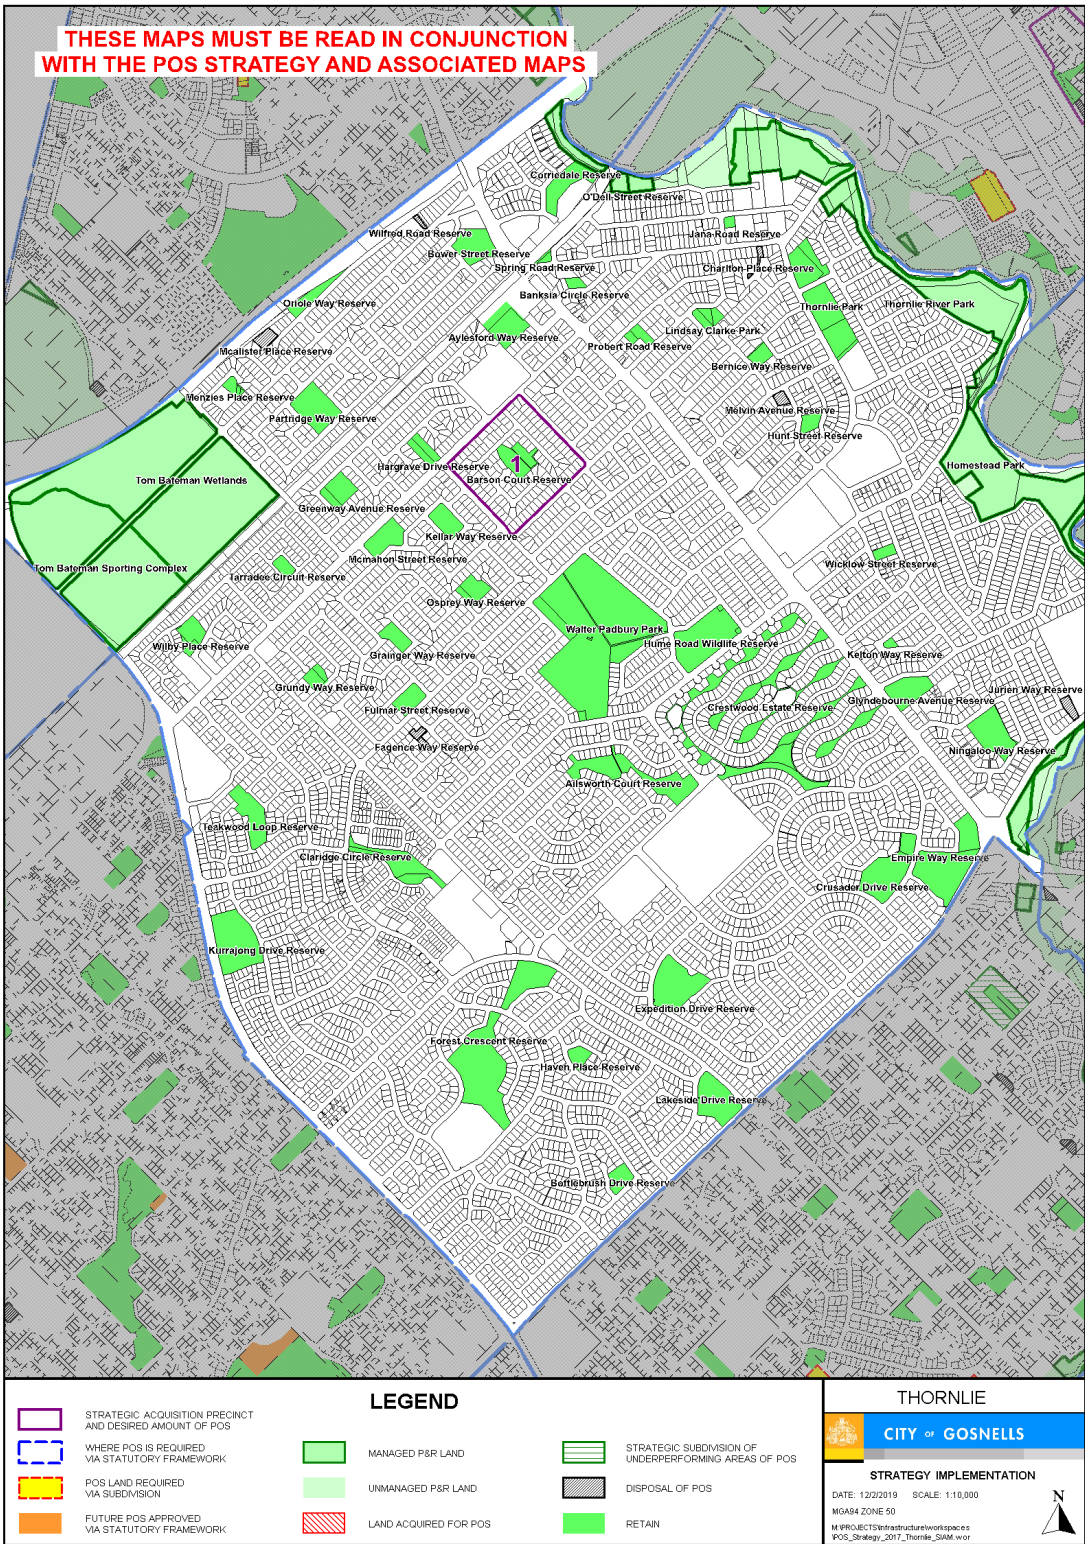 THESE MAPS MUST BE READ IN CONJUNCTION
WITH THE POS STRATEGY AND ASSOCIATED MAPS
Corriedale Reserve
O'Dell Street Reserve
Wilfred Road Reserve
Jana Road Reserve
Bower Street Reserve
Spring Road Reserve
Charlton Place Reserve
Banksia Circle Reserve
Oriole Way Reserve
Thornlie Park
Thornlie River Park
Lindsay Clarke Park
Aylesford Way Reserve
Probert Road Reserve
Mcalister Place Reserve
Bernice Way Reserve
Menzies Place Reserve
Partridge Way Reserve
Melvin Avenue Reserve
Hunt Street Reserve
Hargrave Drive Reserve
1
Barson Court Reserve
Homestead Park
Tom Bateman Wetlands
Greenway Avenue Reserve
Kellar Way Reserve
Mcmahon Street Reserve
Wicklow Street Reserve
Tom Bateman Sporting Complex
Tarradee Circuit Reserve
Osprey Way Reserve
Walter Padbury Park
Wilby Place Reserve
Hume Road Wildlife Reserve
Grainger Way Reserve
Kelton Way Reserve
Grundy Way Reserve
Jurien Way Reserve
Glyndebourne Avenue Reserve
Crestwood Estate Reserve
Fulmar Street Reserve
Fagence Way Reserve
Ningaloo Way Reserve
Ailsworth Court Reserve
Teakwood Loop Reserve
Claridge Circle Reserve
Empire Way Reserve
Crusader Drive Reserve
Kurrajong Drive Reserve
Expedition Drive Reserve
Forest Crescent Reserve
Haven Place Reserve
Lakeside Drive Reserve
Bottlebrush Drive Reserve
LEGEND
STRATEGIC ACQUISITION PRECINCT
AND DESIRED AMOUNT OF POS
WHERE POS IS REQUIRED
VIA STATUTORY FRAMEWORK
POS LAND REQUIRED
VIA SUBDIVISION
FUTURE POS APPROVED
VIA STATUTORY FRAMEWORK
MANAGED P&R LAND
UNMANAGED P&R LAND
LAND ACQUIRED FOR POS
STRATEGIC SUBDIVISION OF
UNDERPERFORMING AREAS OF POS
DISPOSAL OF POS
RETAIN
THORNLIE
CITY OF GOSNELLS
STRATEGY IMPLEMENTATION
DATE: 12/2/2019 SCALE: 1:10,000
MGA94 ZONE 50
N
M:\PROJECTS\Infrastructure\workspaces
\POS_Strategy_2017_Thornlie_SIAM.wor